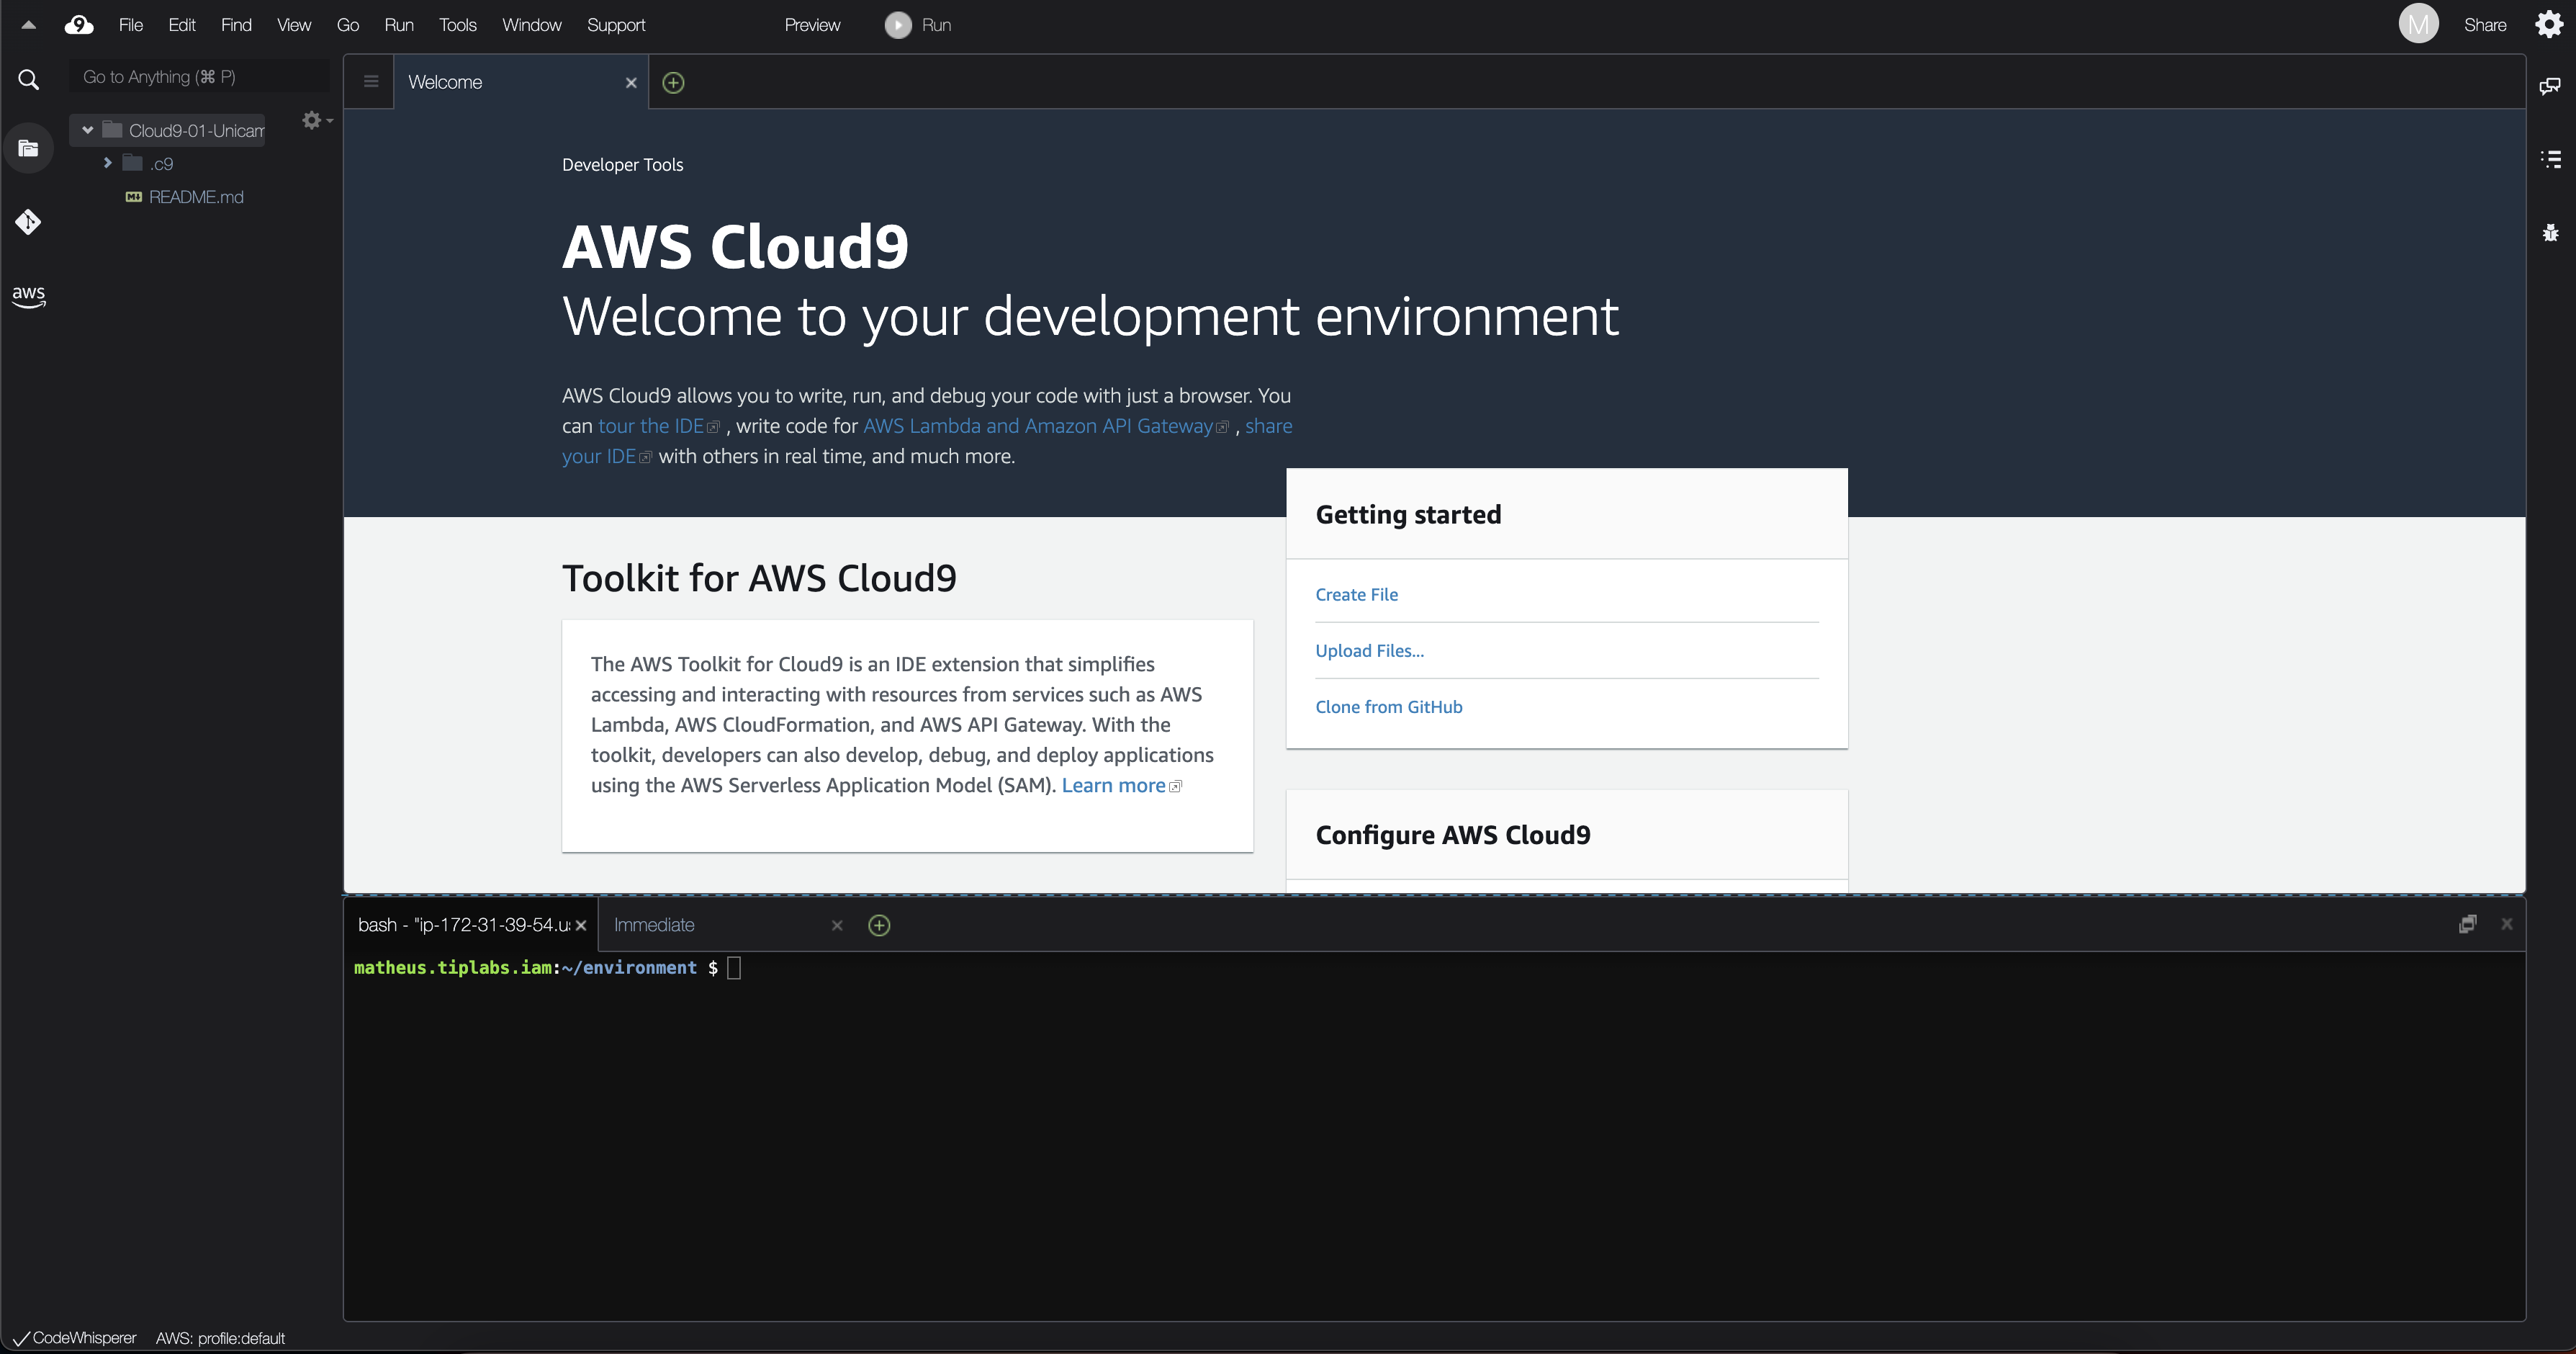 9 File Edit Find View Go Run Tools Window Support Preview Run M Share
Go to Anything (⌘ P)
Cloud9-01-Unicam
.c9
README.md
aws
Welcome
Developer Tools
AWS Cloud9
Welcome to your development environment
AWS Cloud9 allows you to write, run, and debug your code with just a browser. You
can tour the IDE , write code for AWS Lambda and Amazon API Gateway , share
your IDE with others in real time, and much more.
Toolkit for AWS Cloud9
The AWS Toolkit for Cloud9 is an IDE extension that simplifies
accessing and interacting with resources from services such as AWS
Lambda, AWS CloudFormation, and AWS API Gateway. With the
toolkit, developers can also develop, debug, and deploy applications
using the AWS Serverless Application Model (SAM). Learn more
Getting started
Create File
Upload Files...
Clone from GitHub
Configure AWS Cloud9
bash - "ip-172-31-39-54.u
Immediate
matheus.tiplabs.iam:~/environment $
CodeWhisperer AWS: profile:default